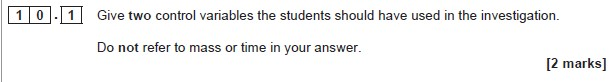 1 0 . 1 Give two control variables the students should have used in the investigation.
Do not refer to mass or time in your answer.
[2 marks]